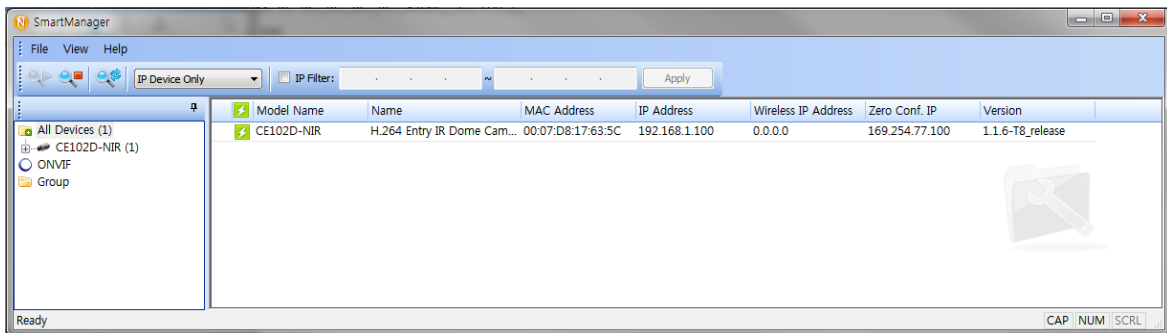 SmartManager
File View Help
IP Device Only IP Filter: . . . ~ . . . Apply
Model Name Name MAC Address IP Address Wireless IP Address Zero Conf. IP Version
All Devices (1)
CE102D-NIR H.264 Entry IR Dome Cam... 00:07:D8:17:63:5C 192.168.1.100 0.0.0.0 169.254.77.100 1.1.6-T8_release
CE102D-NIR (1)
ONVIF
Group
Ready CAP NUM SCRL